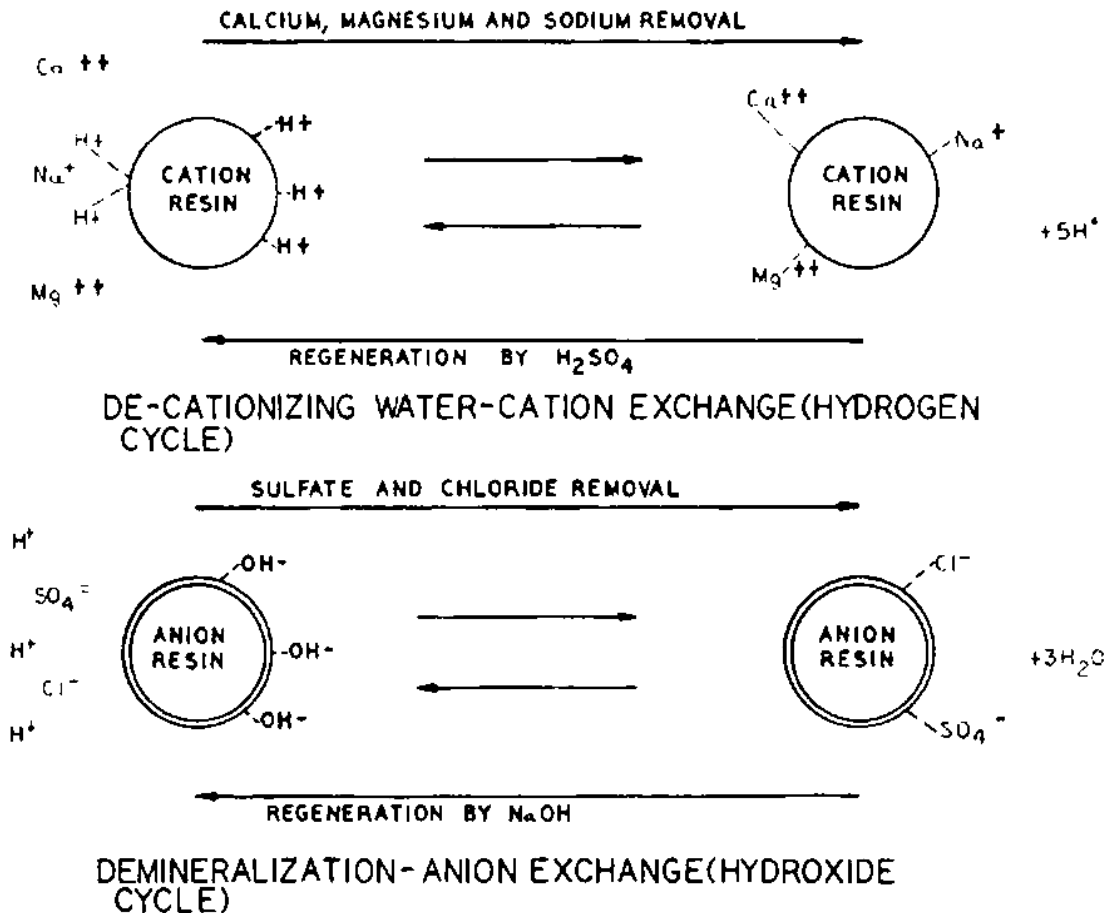 CALCIUM, MAGNESIUM AND SODIUM REMOVAL
Ca ++
H+
Na+
H+
Mg ++
CATION
RESIN
H+
H+
H+
Ca++
Na+
CATION
RESIN
Mg++
+5H+
REGENERATION BY H2SO4
DE-CATIONIZING WATER-CATION EXCHANGE(HYDROGEN
CYCLE)
SULFATE AND CHLORIDE REMOVAL
H+
SO4=
H+
Cl-
H+
ANION
RESIN
OH-
OH-
OH-
Cl-
ANION
RESIN
SO4-
+3H2O
REGENERATION BY NaOH
DEMINERALIZATION-ANION EXCHANGE(HYDROXIDE
CYCLE)